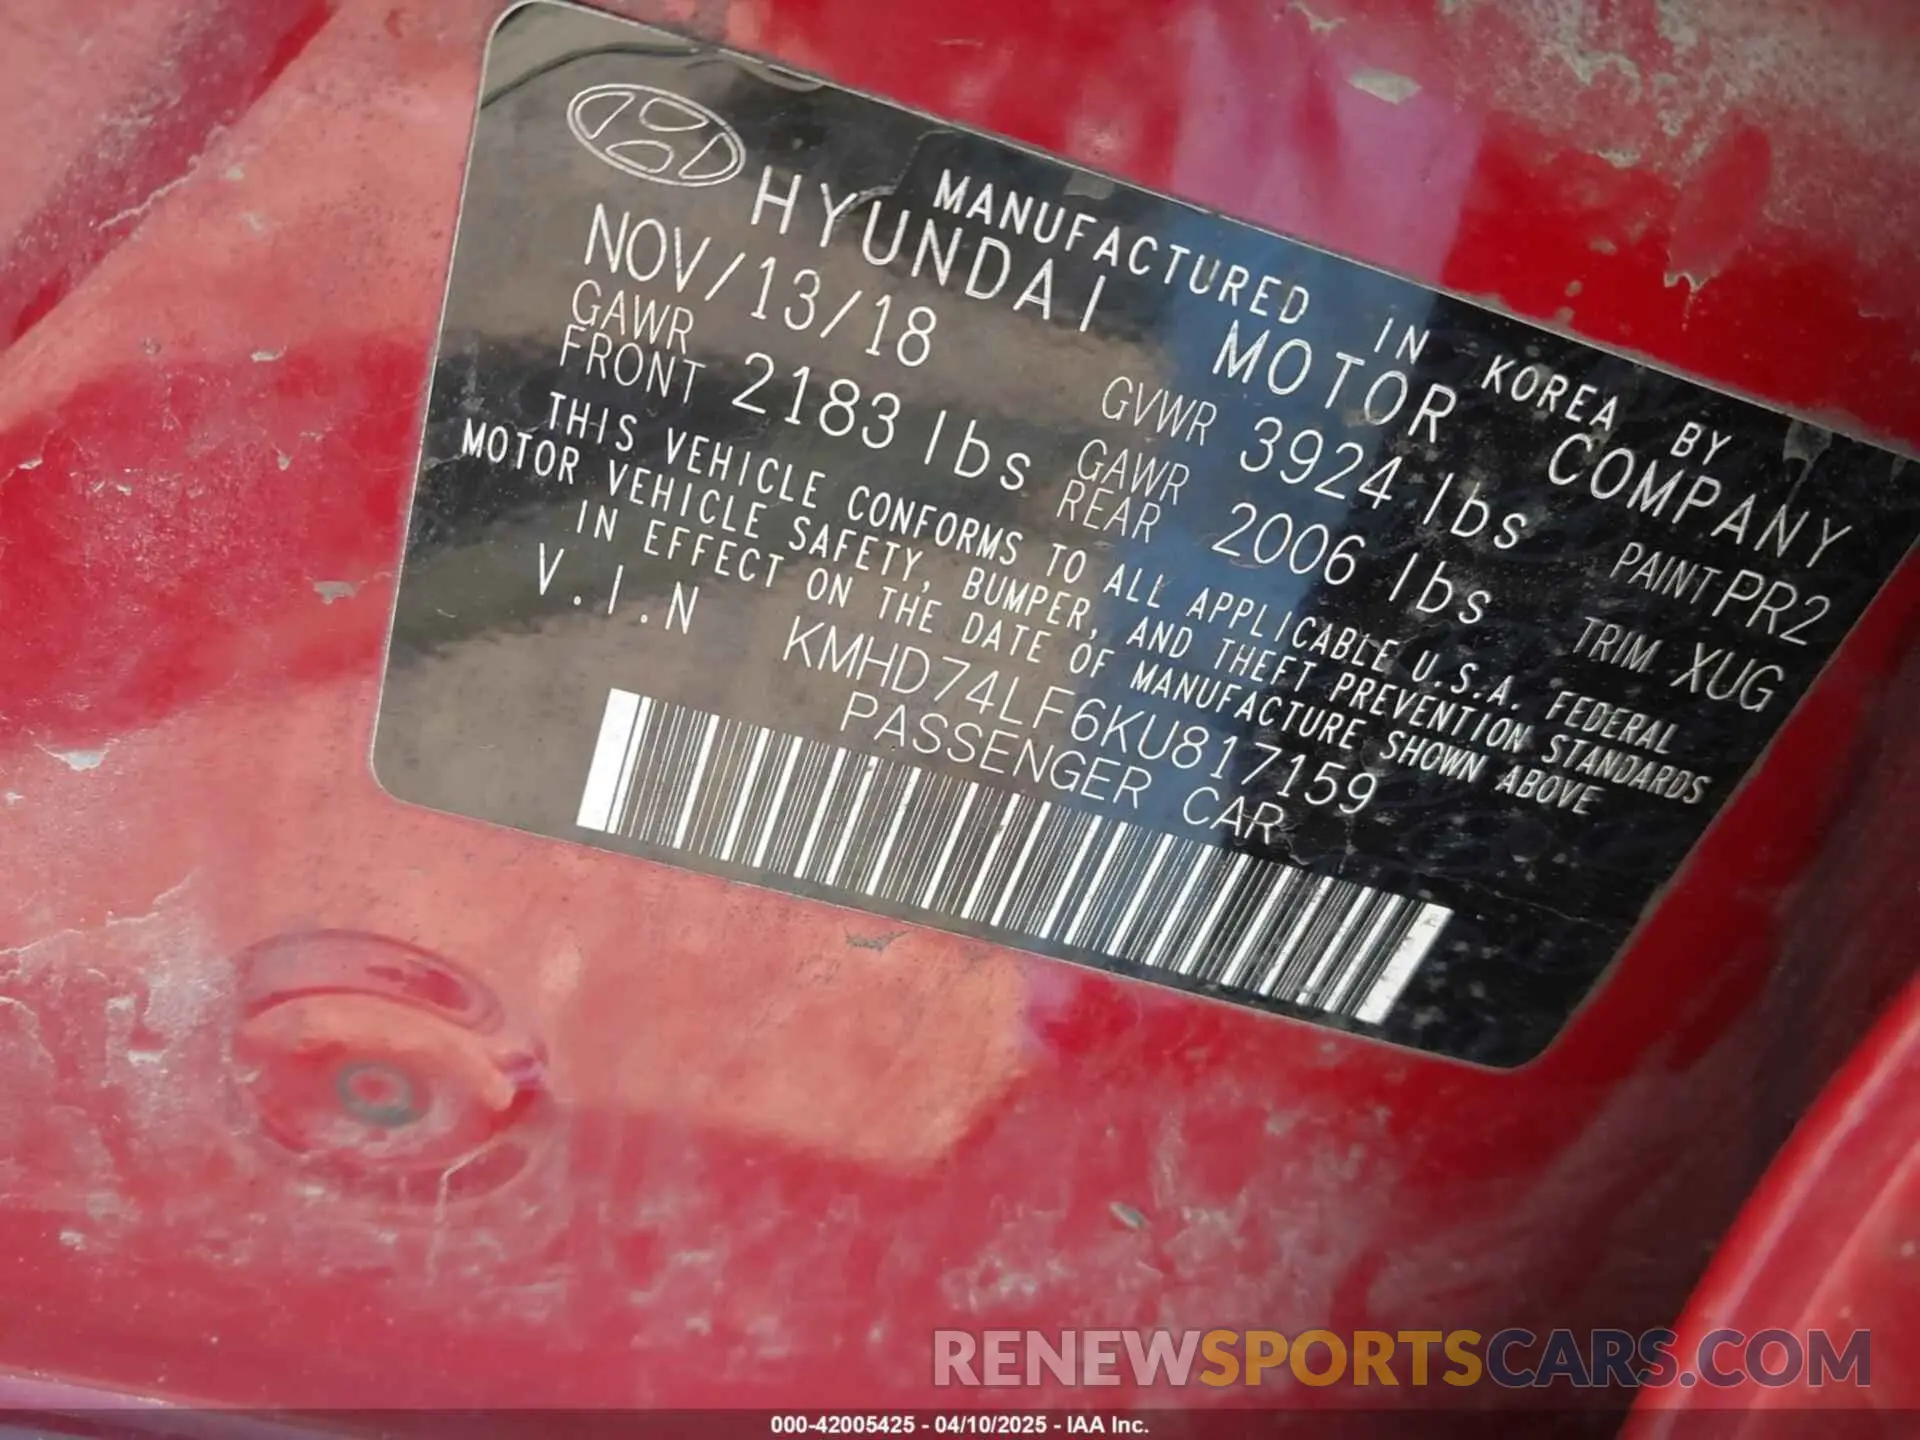 MANUFACTURED IN KOREA BY
HYUNDAI MOTOR COMPANY
NOV/13/18 GVWR 3924 lbs PAINT PR2
GAWR FRONT 2183 lbs GAWR REAR 2006 lbs TRIM XUG
THIS VEHICLE CONFORMS TO ALL APPLICABLE U.S.A. FEDERAL
MOTOR VEHICLE SAFETY, BUMPER, AND THEFT PREVENTION STANDARDS
IN EFFECT ON THE DATE OF MANUFACTURE SHOWN ABOVE
V.I.N KMHD74LF6KU817159
PASSENGER CAR
RENEWSPORTSCARS.COM
000-42005425 - 04/10/2025 - IAA Inc.